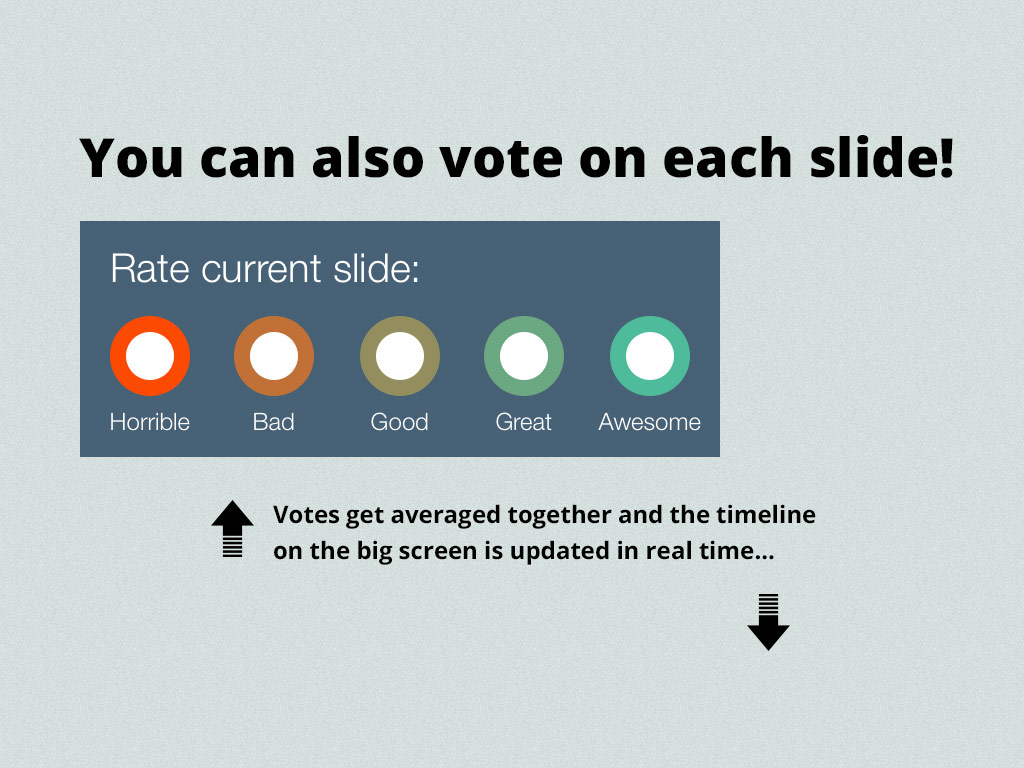 You can also vote on each slide!
Rate current slide:
Horrible Bad Good Great Awesome
Votes get averaged together and the timeline
on the big screen is updated in real time...